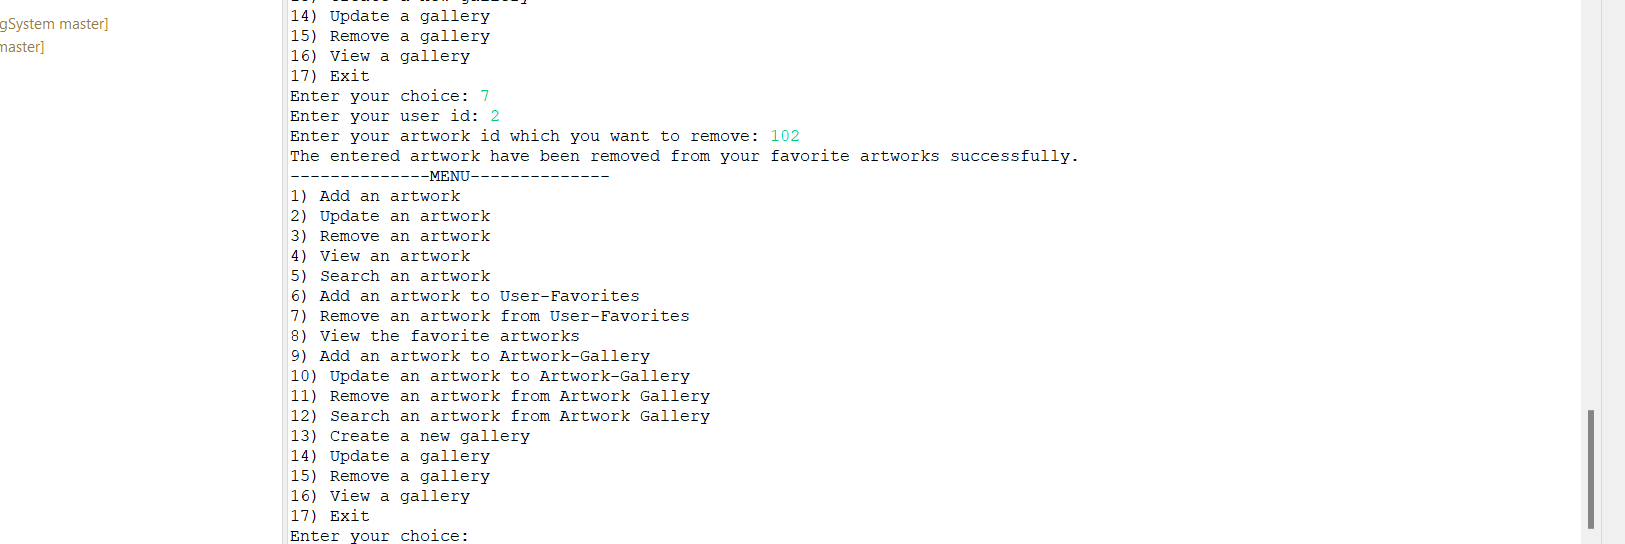 gSystem master]
master]
13) Create a new gallery
14) Update a gallery
15) Remove a gallery
16) View a gallery
17) Exit
Enter your choice: 7
Enter your user id: 2
Enter your artwork id which you want to remove: 102
The entered artwork have been removed from your favorite artworks successfully.
--------------MENU--------------
1) Add an artwork
2) Update an artwork
3) Remove an artwork
4) View an artwork
5) Search an artwork
6) Add an artwork to User-Favorites
7) Remove an artwork from User-Favorites
8) View the favorite artworks
9) Add an artwork to Artwork-Gallery
10) Update an artwork to Artwork-Gallery
11) Remove an artwork from Artwork Gallery
12) Search an artwork from Artwork Gallery
13) Create a new gallery
14) Update a gallery
15) Remove a gallery
16) View a gallery
17) Exit
Enter your choice: